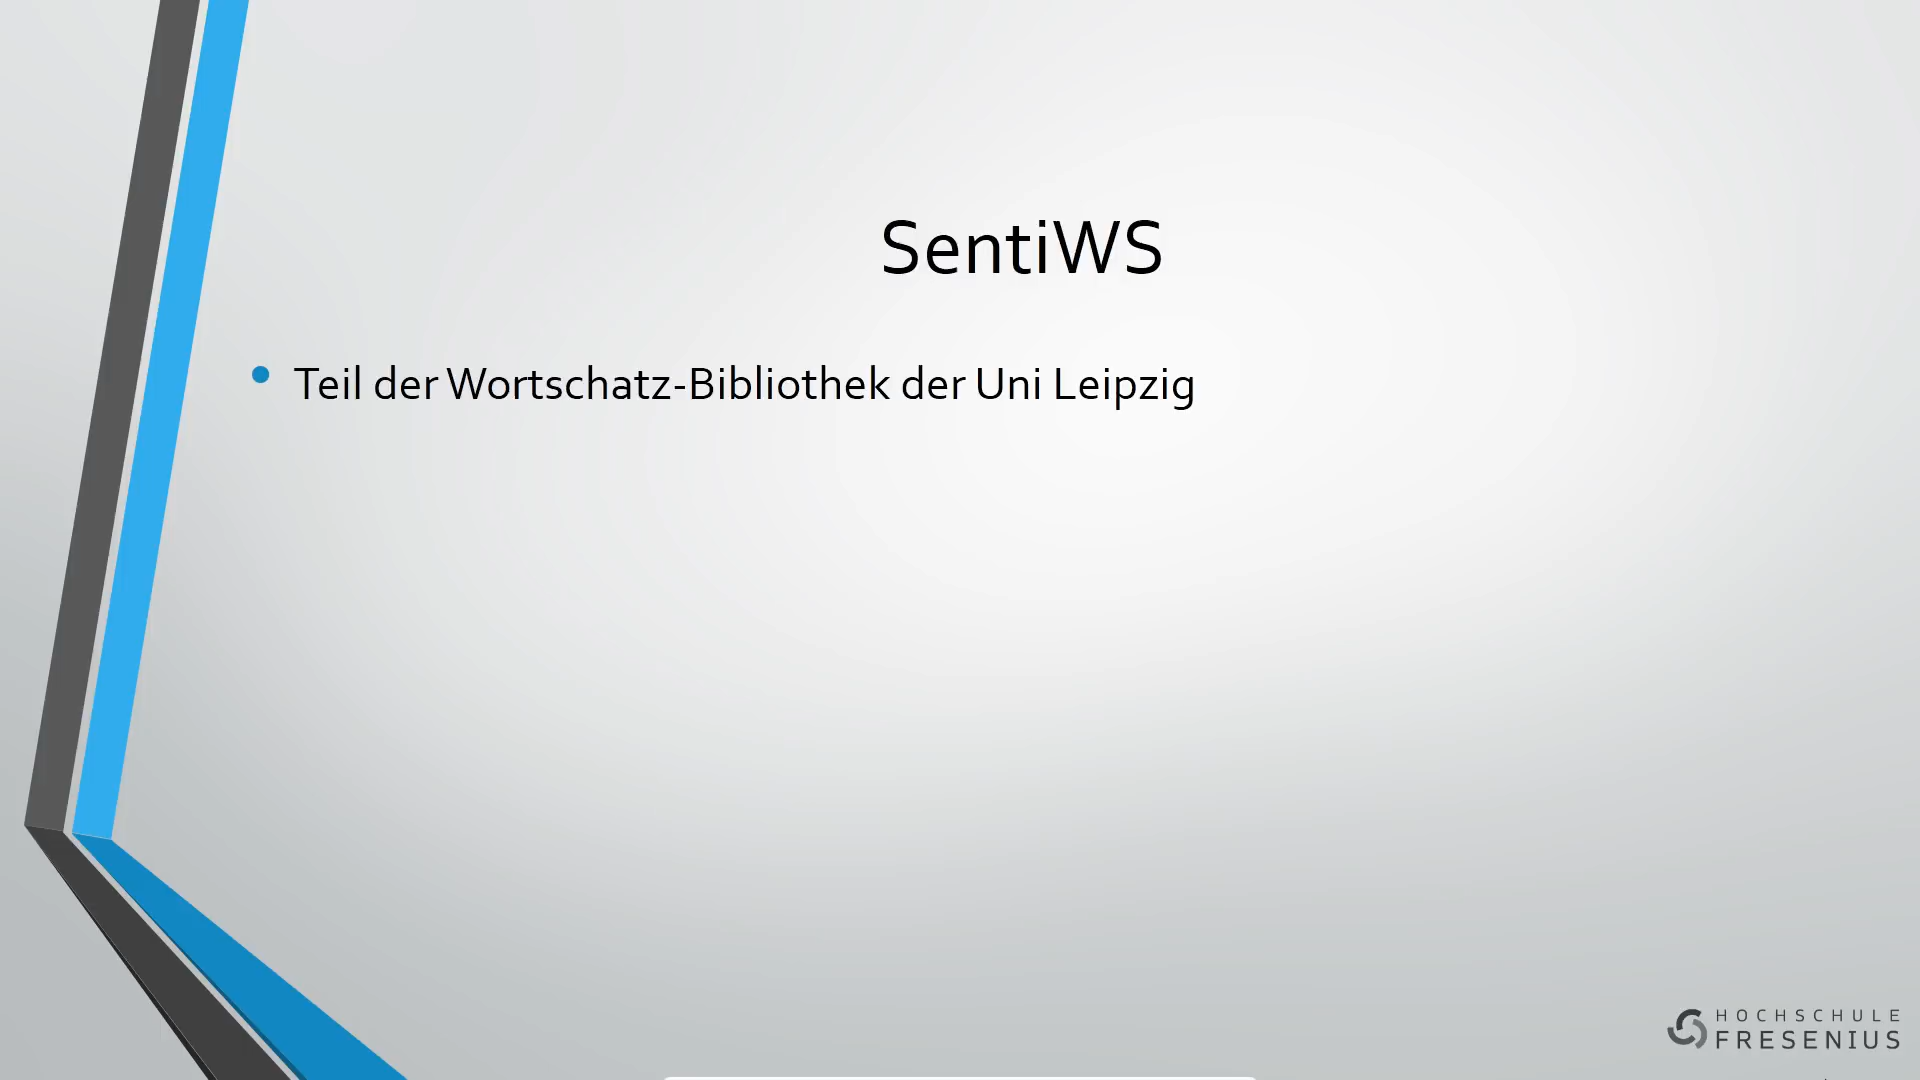 SentiWS
Teil der Wortschatz-Bibliothek der Uni Leipzig
HOCHSCHULE
FRESENIUS